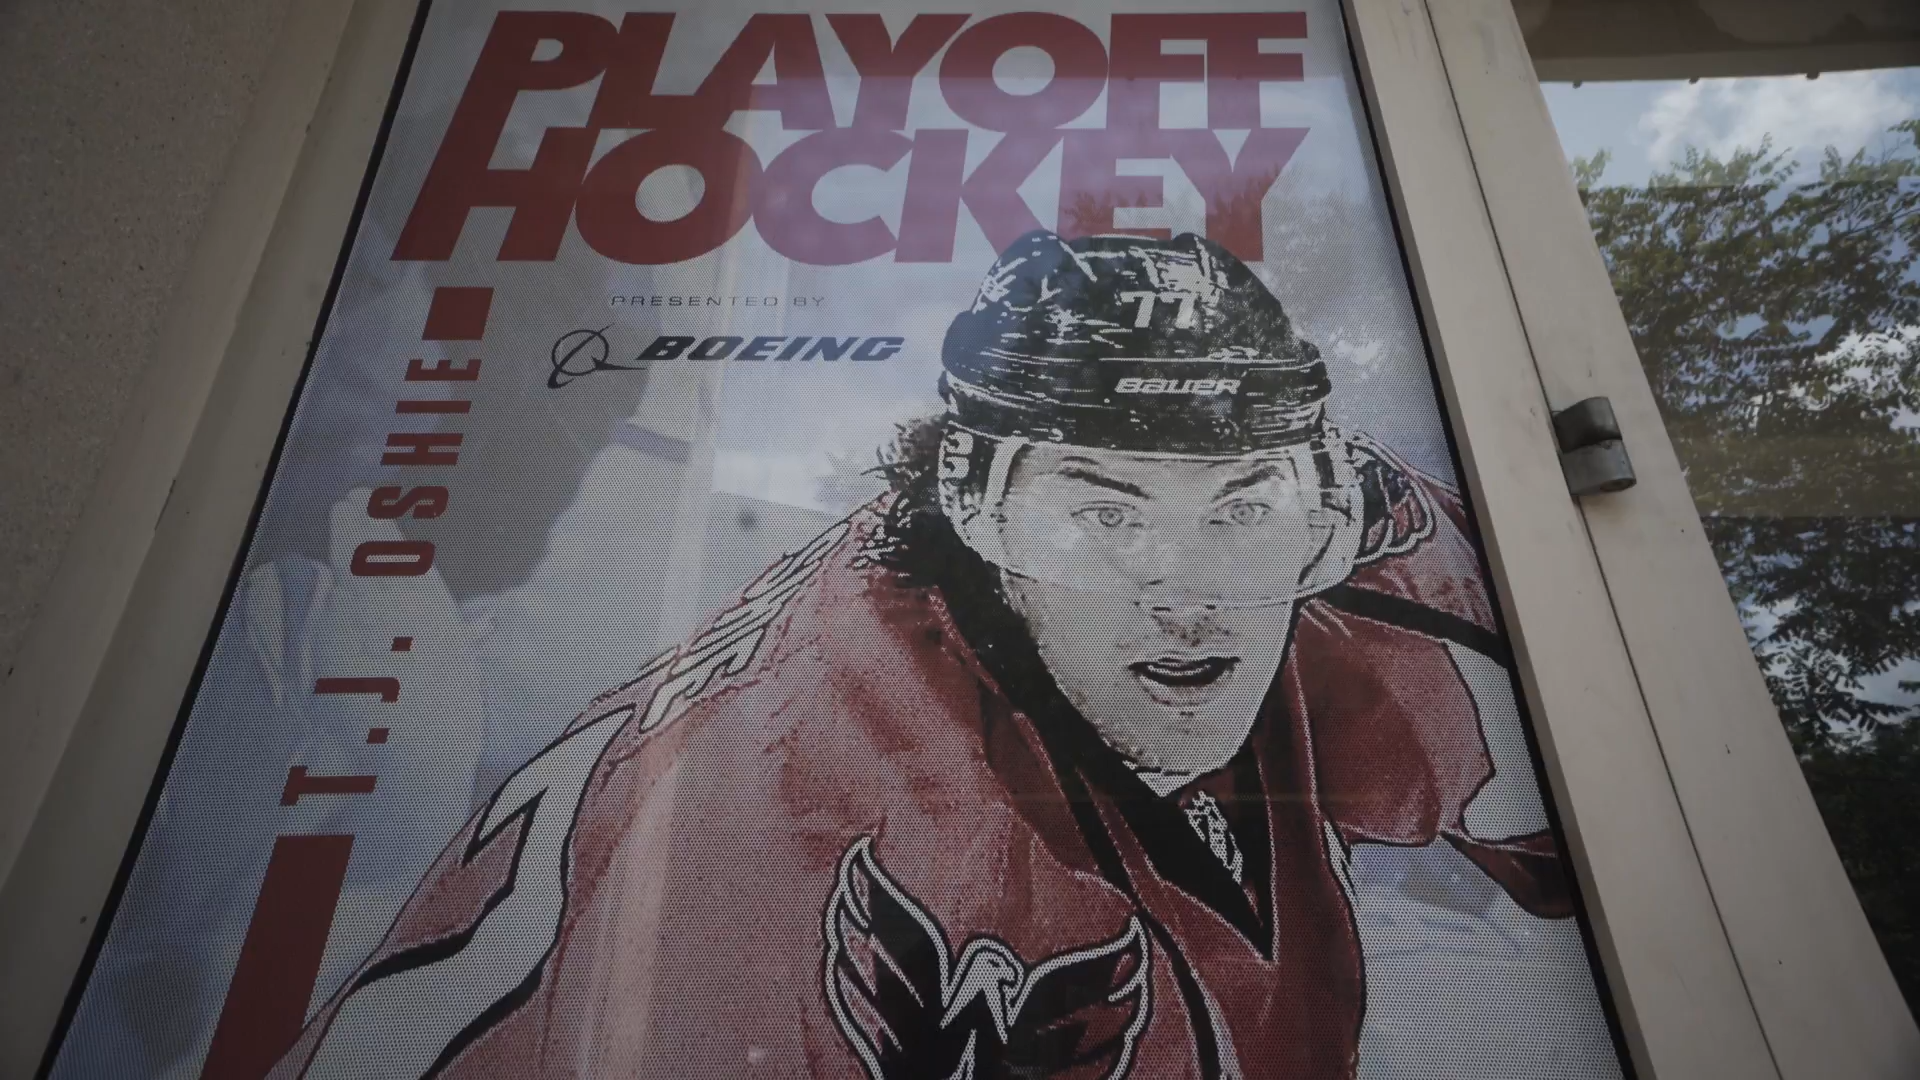 PLAYOFF
HOCKEY
PRESENTED BY
BOEING
T.J. OSHIE
77
BAUER